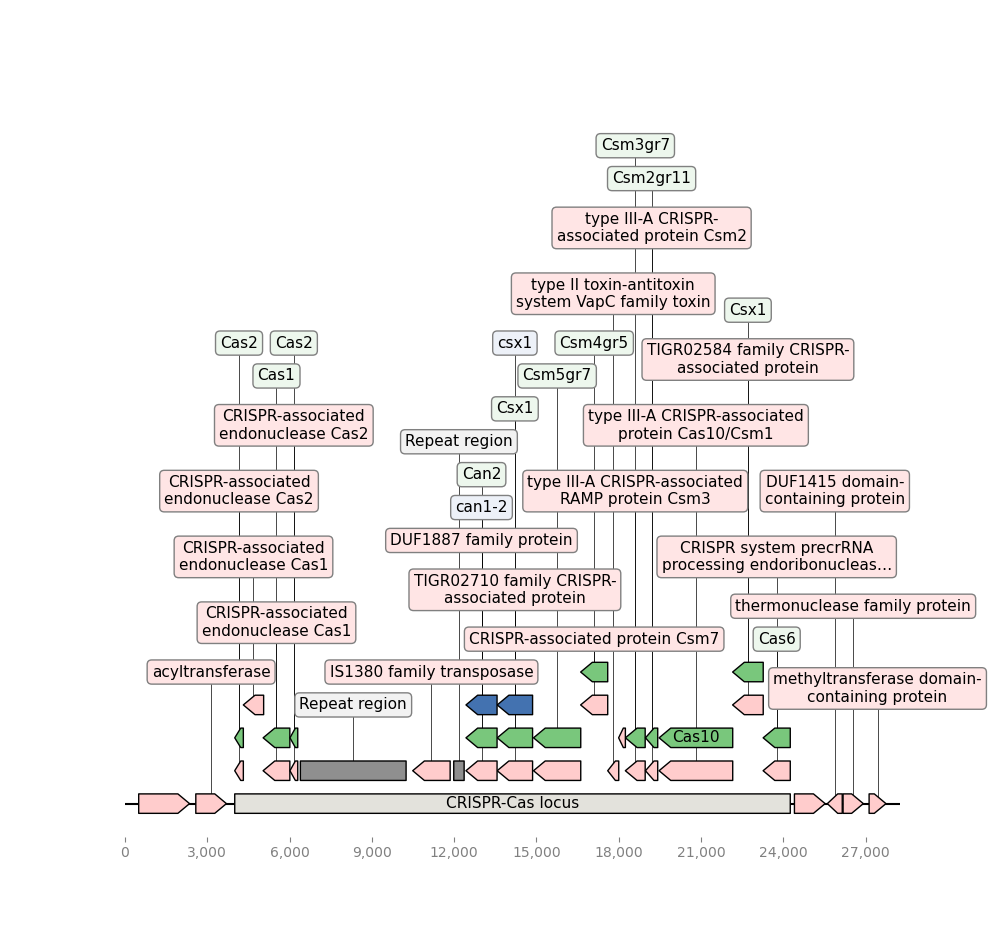 Csm3gr7
Csm2gr11
type III-A CRISPR-
associated protein Csm2
type II toxin-antitoxin
system VapC family toxin
Csx1
Cas2
Cas2
csx1
Csm4gr5
TIGR02584 family CRISPR-
associated protein
Cas1
Csm5gr7
Csx1
CRISPR-associated
endonuclease Cas2
type III-A CRISPR-associated
protein Cas10/Csm1
Repeat region
Can2
CRISPR-associated
endonuclease Cas2
type III-A CRISPR-associated
RAMP protein Csm3
DUF1415 domain-
containing protein
can1-2
DUF1887 family protein
CRISPR-associated
endonuclease Cas1
CRISPR system precrRNA
processing endoribonucleas...
TIGR02710 family CRISPR-
associated protein
thermonuclease family protein
CRISPR-associated
endonuclease Cas1
CRISPR-associated protein Csm7
Cas6
acyltransferase
IS1380 family transposase
methyltransferase domain-
containing protein
Repeat region
Cas10
CRISPR-Cas locus
0
3,000
6,000
9,000
12,000
15,000
18,000
21,000
24,000
27,000